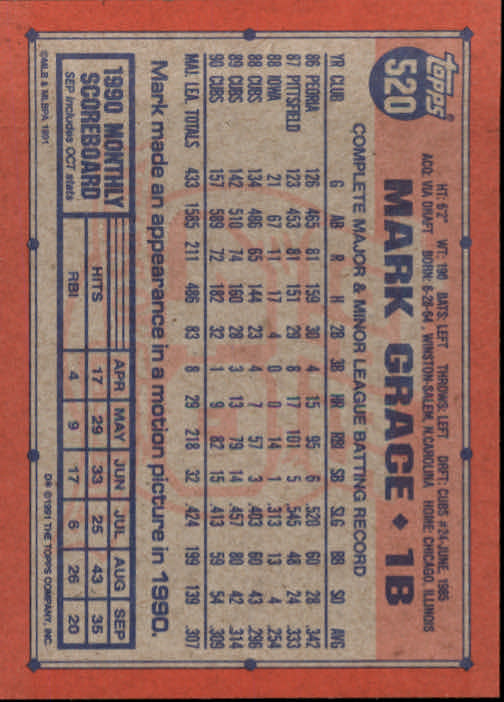 topps
520
MARK GRACE ♦ 1B
HT: 6'2" WT: 190 BATS: LEFT THROWS: LEFT DRFT: CUBS #24-JUNE, 1985
ACQ: VIA DRAFT BORN: 6-28-64, WINSTON-SALEM, N.CAROLINA HOME: CHICAGO, ILLINOIS
COMPLETE MAJOR & MINOR LEAGUE BATTING RECORD
YR CLUB G AB R H 2B 3B HR RBI SB SLG BB SO AVG
86 PEORIA 126 465 81 159 30 4 15 95 6 .520 60 28 .342
87 PITTSFIELD 123 453 81 151 29 8 17 101 5 .545 48 24 .333
88 IOWA 21 67 11 17 4 0 0 14 1 .313 13 4 .254
88 CUBS 134 486 65 144 23 4 7 57 3 .403 60 43 .296
89 CUBS 142 510 74 160 28 3 13 79 14 .457 80 42 .314
90 CUBS 157 589 72 182 32 1 9 82 15 .413 59 54 .309
MAJ. LEA. TOTALS 433 1585 211 486 83 8 29 218 32 .424 199 139 .307
Mark made an appearance in a motion picture in 1990.
1990 MONTHLY SCOREBOARD
SEP includes OCT stats
APR MAY JUN JUL AUG SEP
HITS 17 29 33 25 43 35
RBI 4 9 17 6 26 20
©MLB & MLBPA 1991
D* ©1991 THE TOPPS COMPANY, INC.